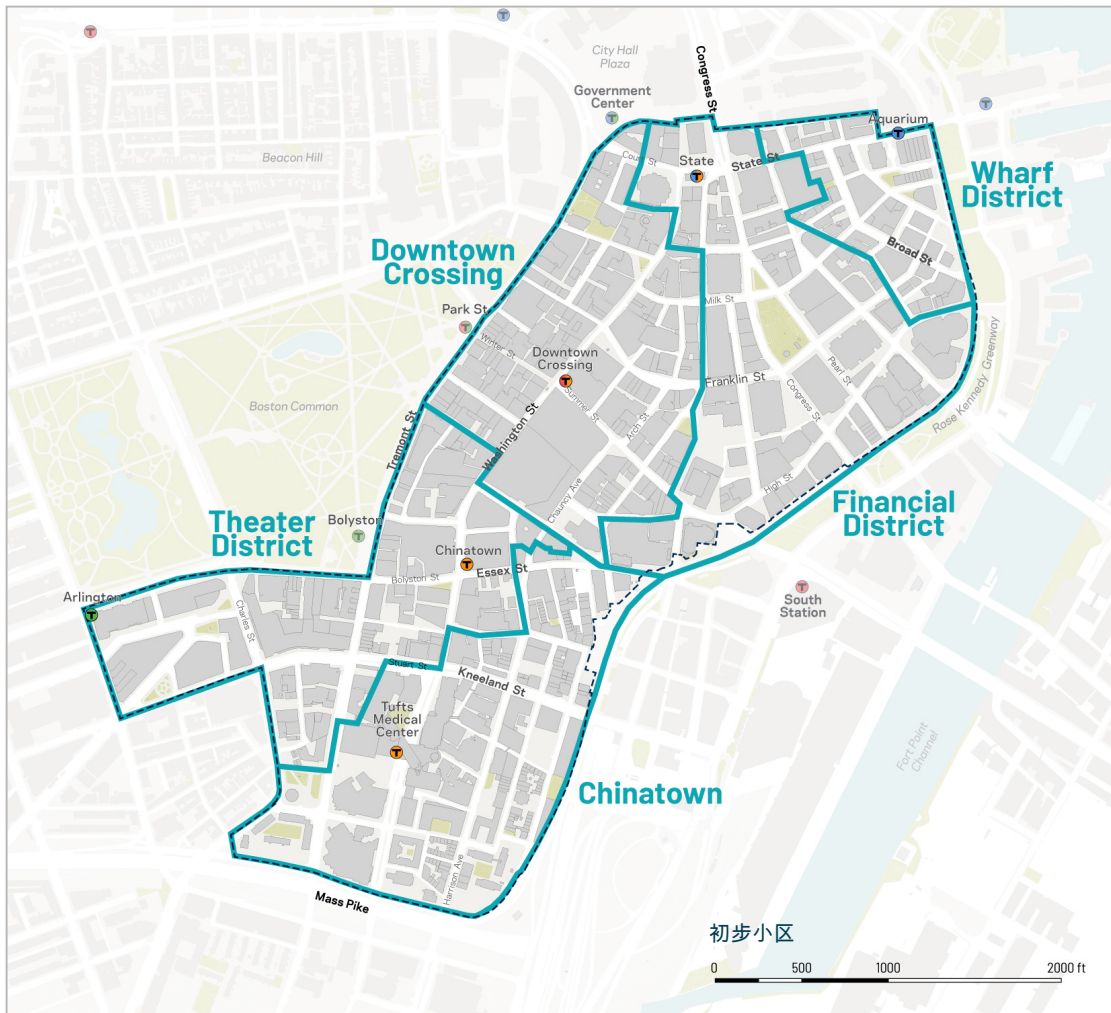 City Hall
Plaza
Congress St
Government
Center
Aquarium
Beacon Hill
Court St
State
State St
Wharf
District
Downtown
Crossing
Broad St
Park St
Milk St
Winter St
Downtown
Crossing
Franklin St
Pearl St
Congress St
Summer St
Rose Kennedy Greenway
Boston Common
Tremont St
Washington St
Arch St
High St
Chauncy Ave
Financial
District
Theater
District
Bolyston
Chinatown
Essex St
Bolyston St
South
Station
Arlington
Charles St
Stuart St
Kneeland St
Tufts
Medical
Center
Fort Point
Channel
Chinatown
Harrison Ave
Mass Pike
初步小区
0 500 1000 2000 ft